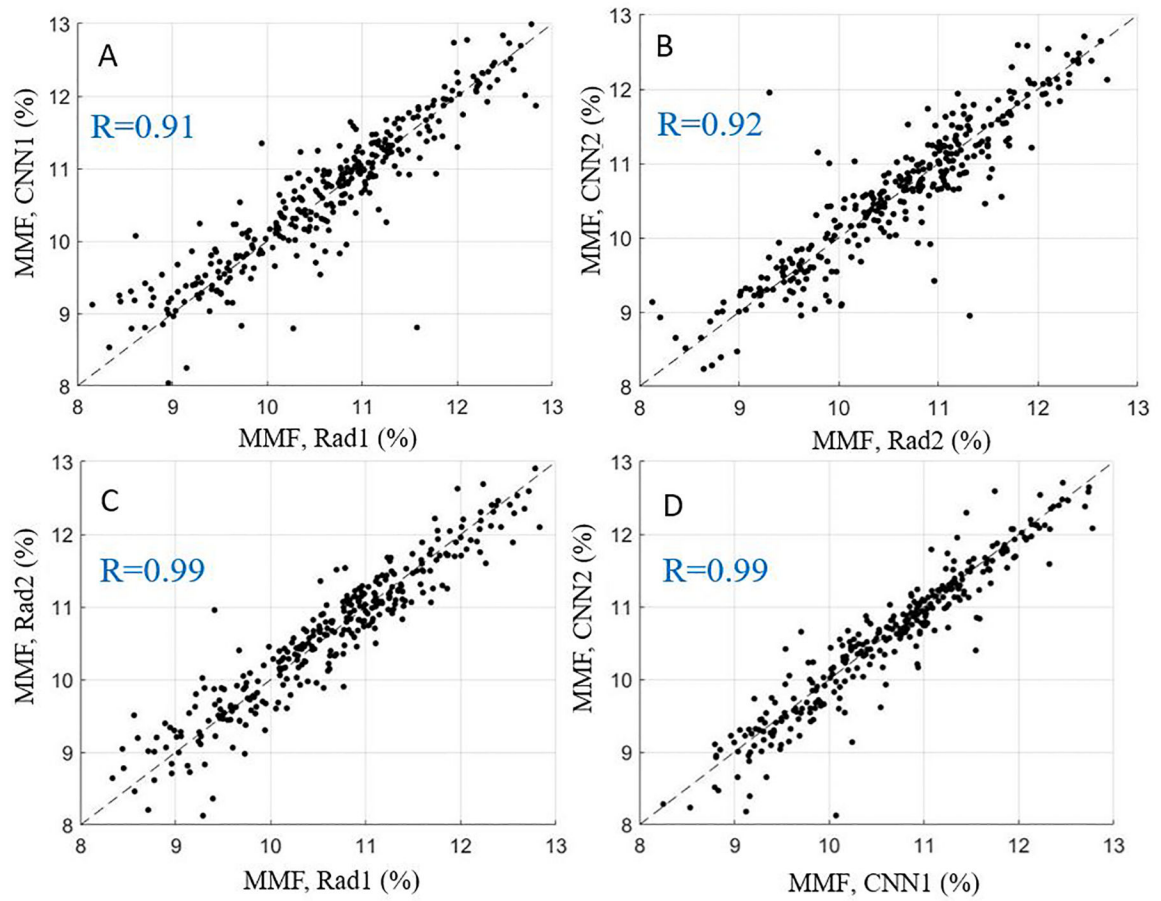 13
12
11
10
9
8
MMF, CNN1 (%)
A
R=0.91
8 9 10 11 12 13
MMF, Rad1 (%)
13
12
11
10
9
8
MMF, CNN2 (%)
B
R=0.92
8 9 10 11 12 13
MMF, Rad2 (%)
13
12
11
10
9
8
MMF, Rad2 (%)
C
R=0.99
8 9 10 11 12 13
MMF, Rad1 (%)
13
12
11
10
9
8
MMF, CNN2 (%)
D
R=0.99
8 9 10 11 12 13
MMF, CNN1 (%)